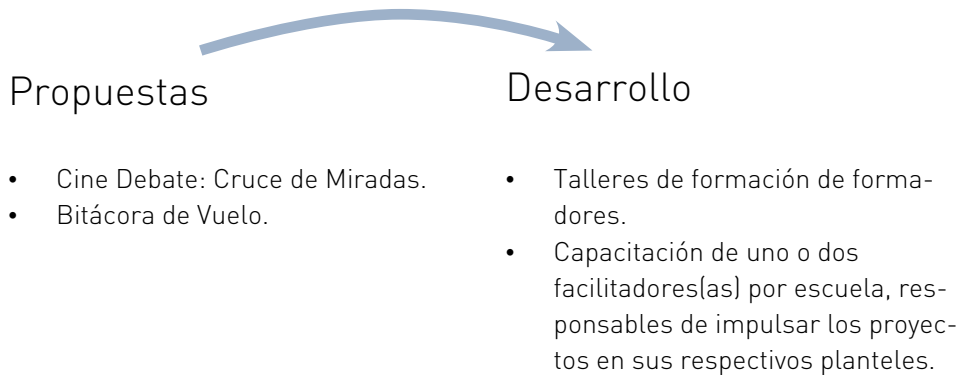 Propuestas
• Cine Debate: Cruce de Miradas.
• Bitácora de Vuelo.
Desarrollo
• Talleres de formación de forma-
dores.
• Capacitación de uno o dos
facilitadores(as) por escuela, res-
ponsables de impulsar los proyec-
tos en sus respectivos planteles.